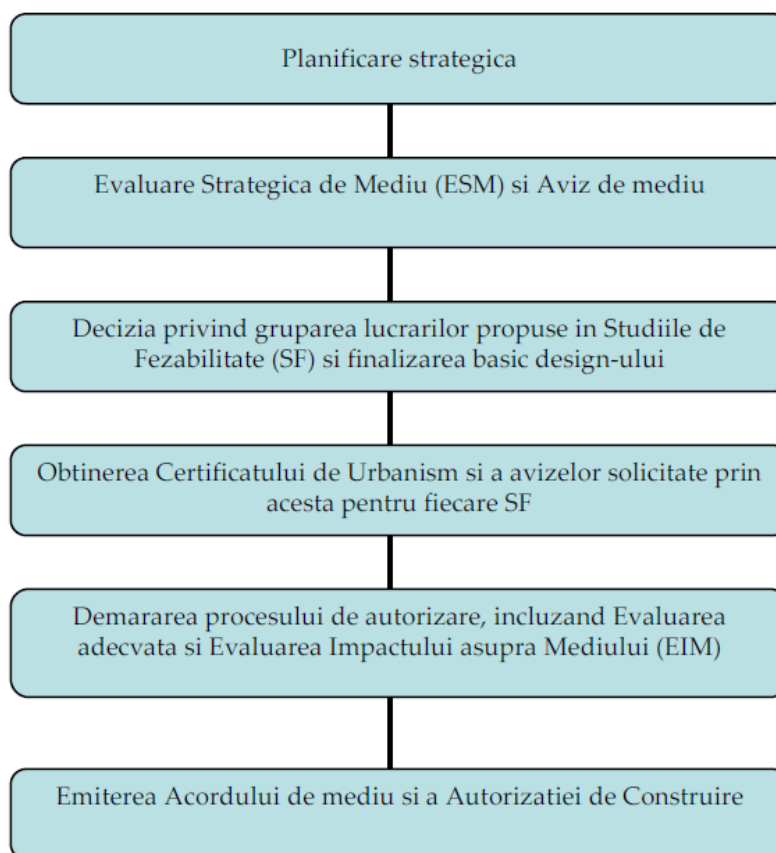 Planificare strategica
Evaluare Strategica de Mediu (ESM) si Aviz de mediu
Decizia privind gruparea lucrarilor propuse in Studiile de
Fezabilitate (SF) si finalizarea basic design-ului
Obtinerea Certificatului de Urbanism si a avizelor solicitate prin
acesta pentru fiecare SF
Demararea procesului de autorizare, incluzand Evaluarea
adecvata si Evaluarea Impactului asupra Mediului (EIM)
Emiterea Acordului de mediu si a Autorizatiei de Construire